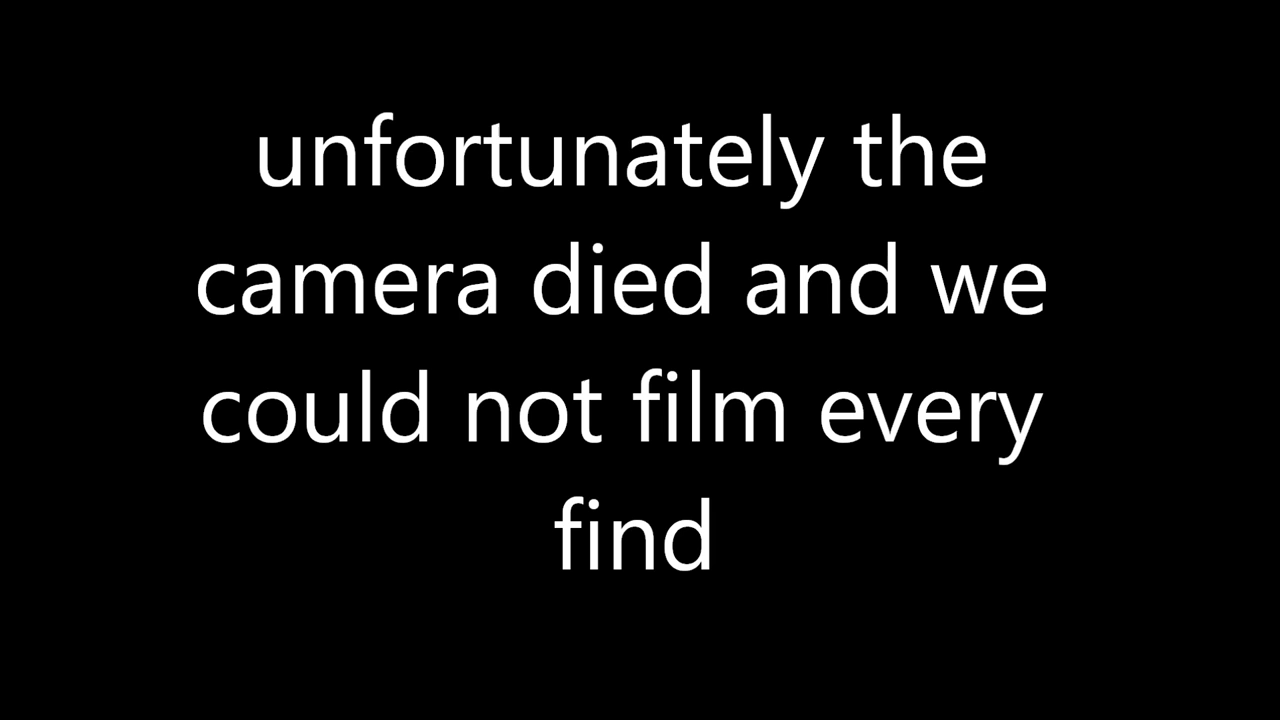 unfortunately the
camera died and we
could not film every
find